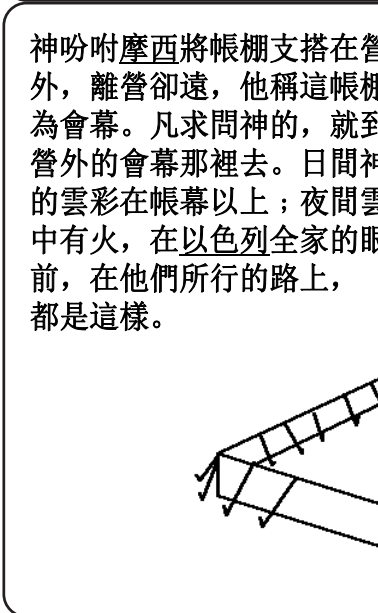 神吩咐摩西將帳棚支搭在營
外，離營卻遠，他稱這帳棚
為會幕。凡求問神的，就到
營外的會幕那裡去。日間神
的雲彩在帳幕以上；夜間雲
中有火，在以色列全家的眼
前，在他們所行的路上，
都是這樣。